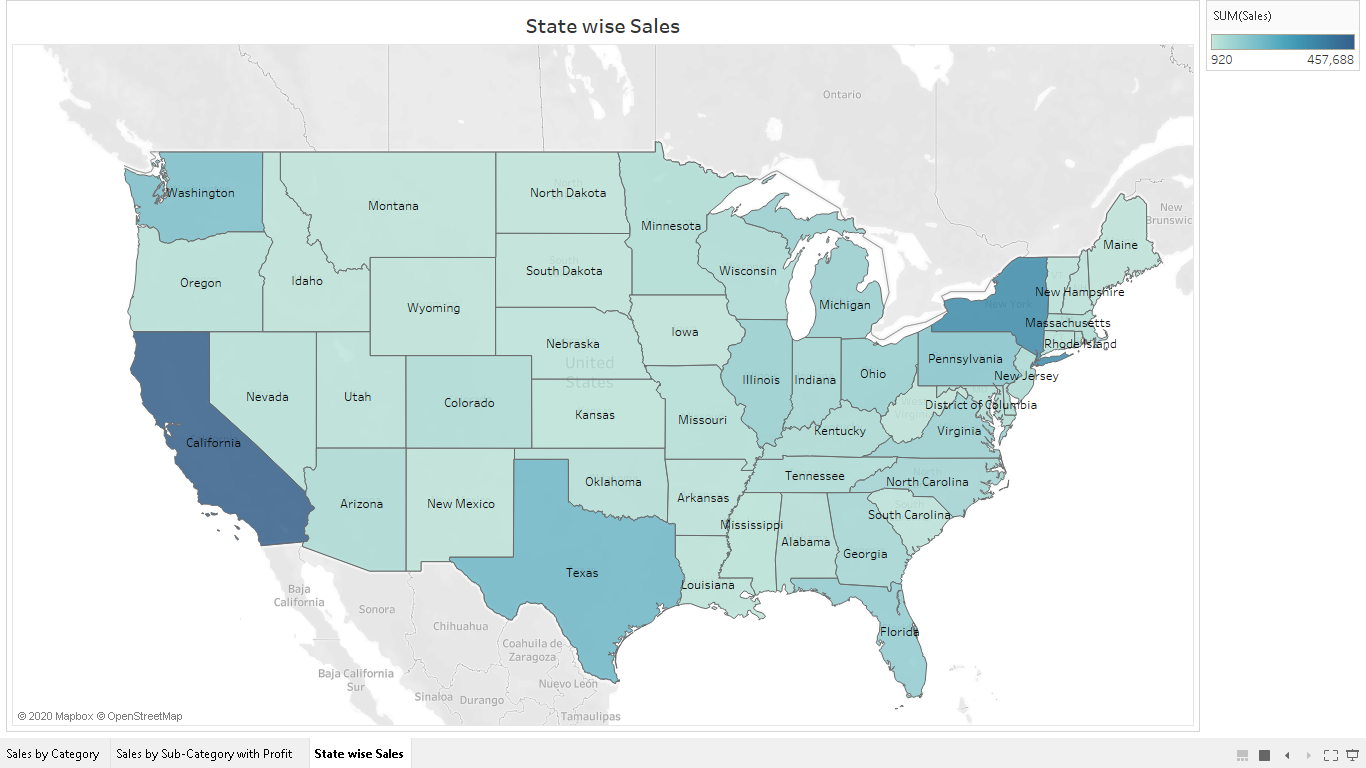 State wise Sales
SUM(Sales)
920 457,688
Ontario
New
Brunswic
Washington
Montana
North Dakota
Minnesota
Maine
Oregon
Idaho
Wyoming
South
South Dakota
Wisconsin
Michigan
New York
New Hampshire
Massachusetts
Rhode Island
Iowa
Nebraska
United
States
Pennsylvania
New Jersey
Nevada
Utah
Colorado
Kansas
Missouri
Illinois
Indiana
Ohio
West
Virginia
District of Columbia
California
Kentucky
Virginia
Arizona
New Mexico
Oklahoma
Arkansas
Tennessee
North
North Carolina
South Carolina
Mississippi
Alabama
Georgia
Texas
Louisiana
Florida
Baja
California
Sonora
Chihuahua
Coahuila de
Zaragoza
Baja California
Sur
Sinaloa
Durango
Nuevo León
Tamaulipas
© 2020 Mapbox © OpenStreetMap
Sales by Category
Sales by Sub-Category with Profit
State wise Sales